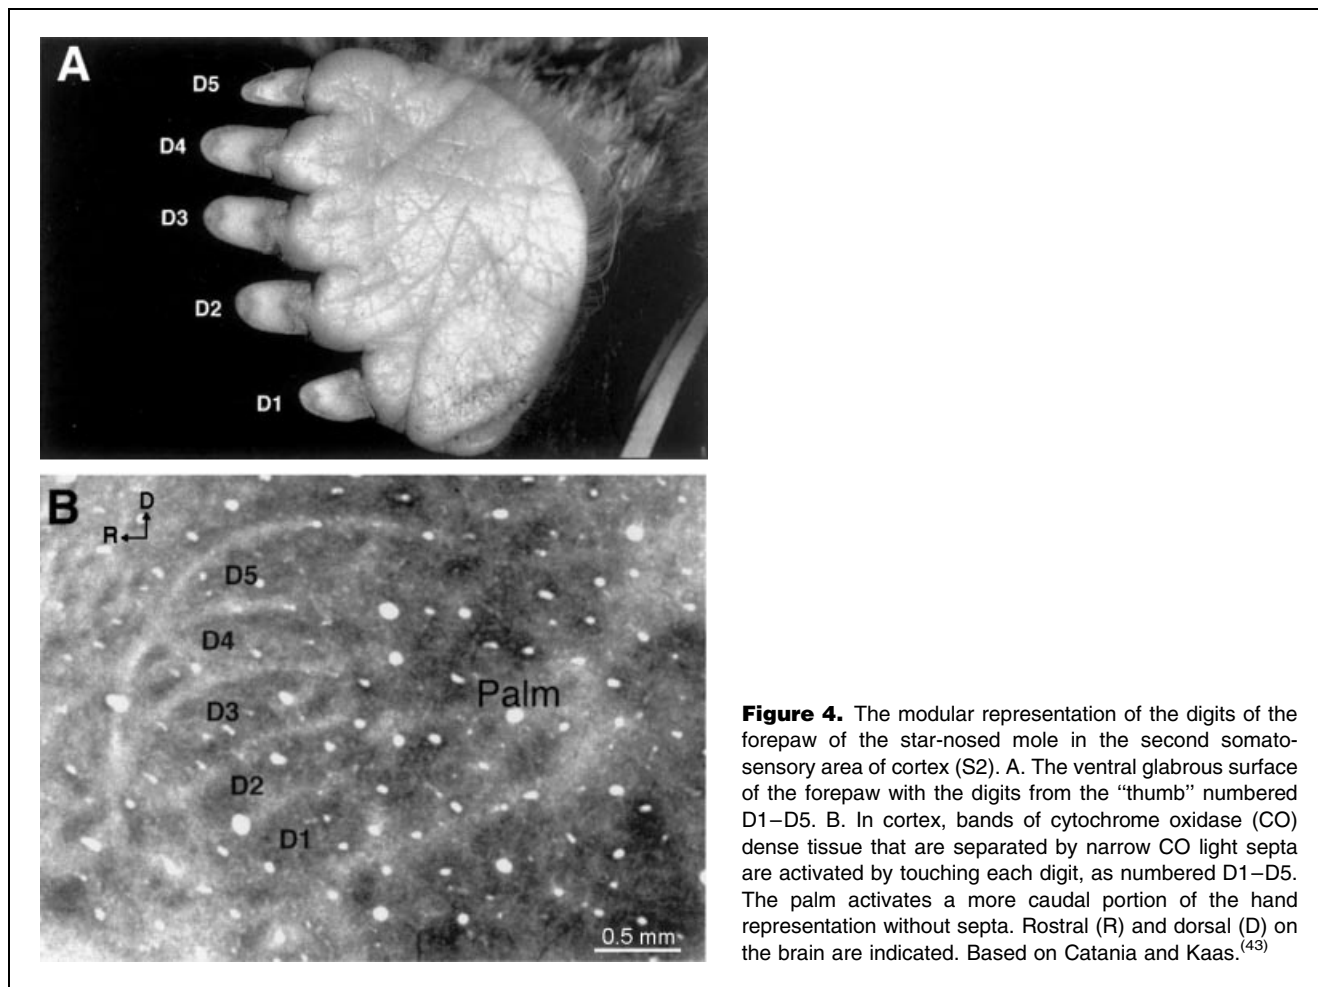 A
D5
D4
D3
D2
D1
B
D
R
D5
D4
D3
D2
D1
Palm
0.5 mm
Figure 4. The modular representation of the digits of the
forepaw of the star-nosed mole in the second somato-
sensory area of cortex (S2). A. The ventral glabrous surface
of the forepaw with the digits from the “thumb” numbered
D1–D5. B. In cortex, bands of cytochrome oxidase (CO)
dense tissue that are separated by narrow CO light septa
are activated by touching each digit, as numbered D1–D5.
The palm activates a more caudal portion of the hand
representation without septa. Rostral (R) and dorsal (D) on
the brain are indicated. Based on Catania and Kaas.(43)